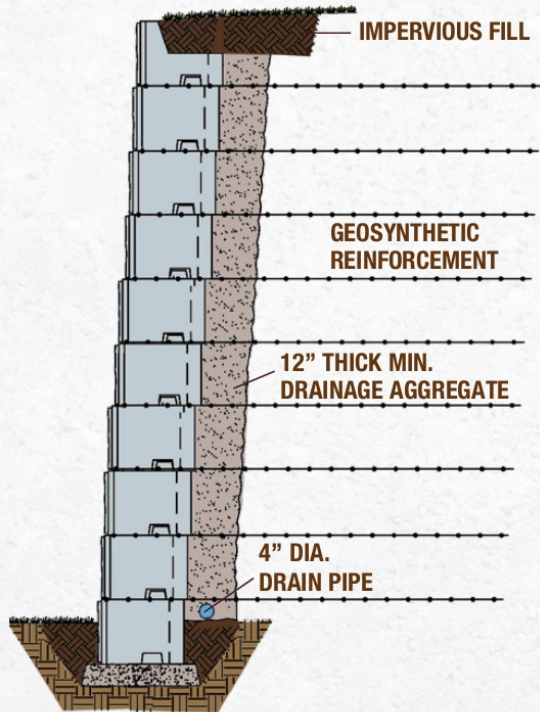 IMPERVIOUS FILL
GEOSYNTHETIC
REINFORCEMENT
12” THICK MIN.
DRAINAGE AGGREGATE
4” DIA.
DRAIN PIPE